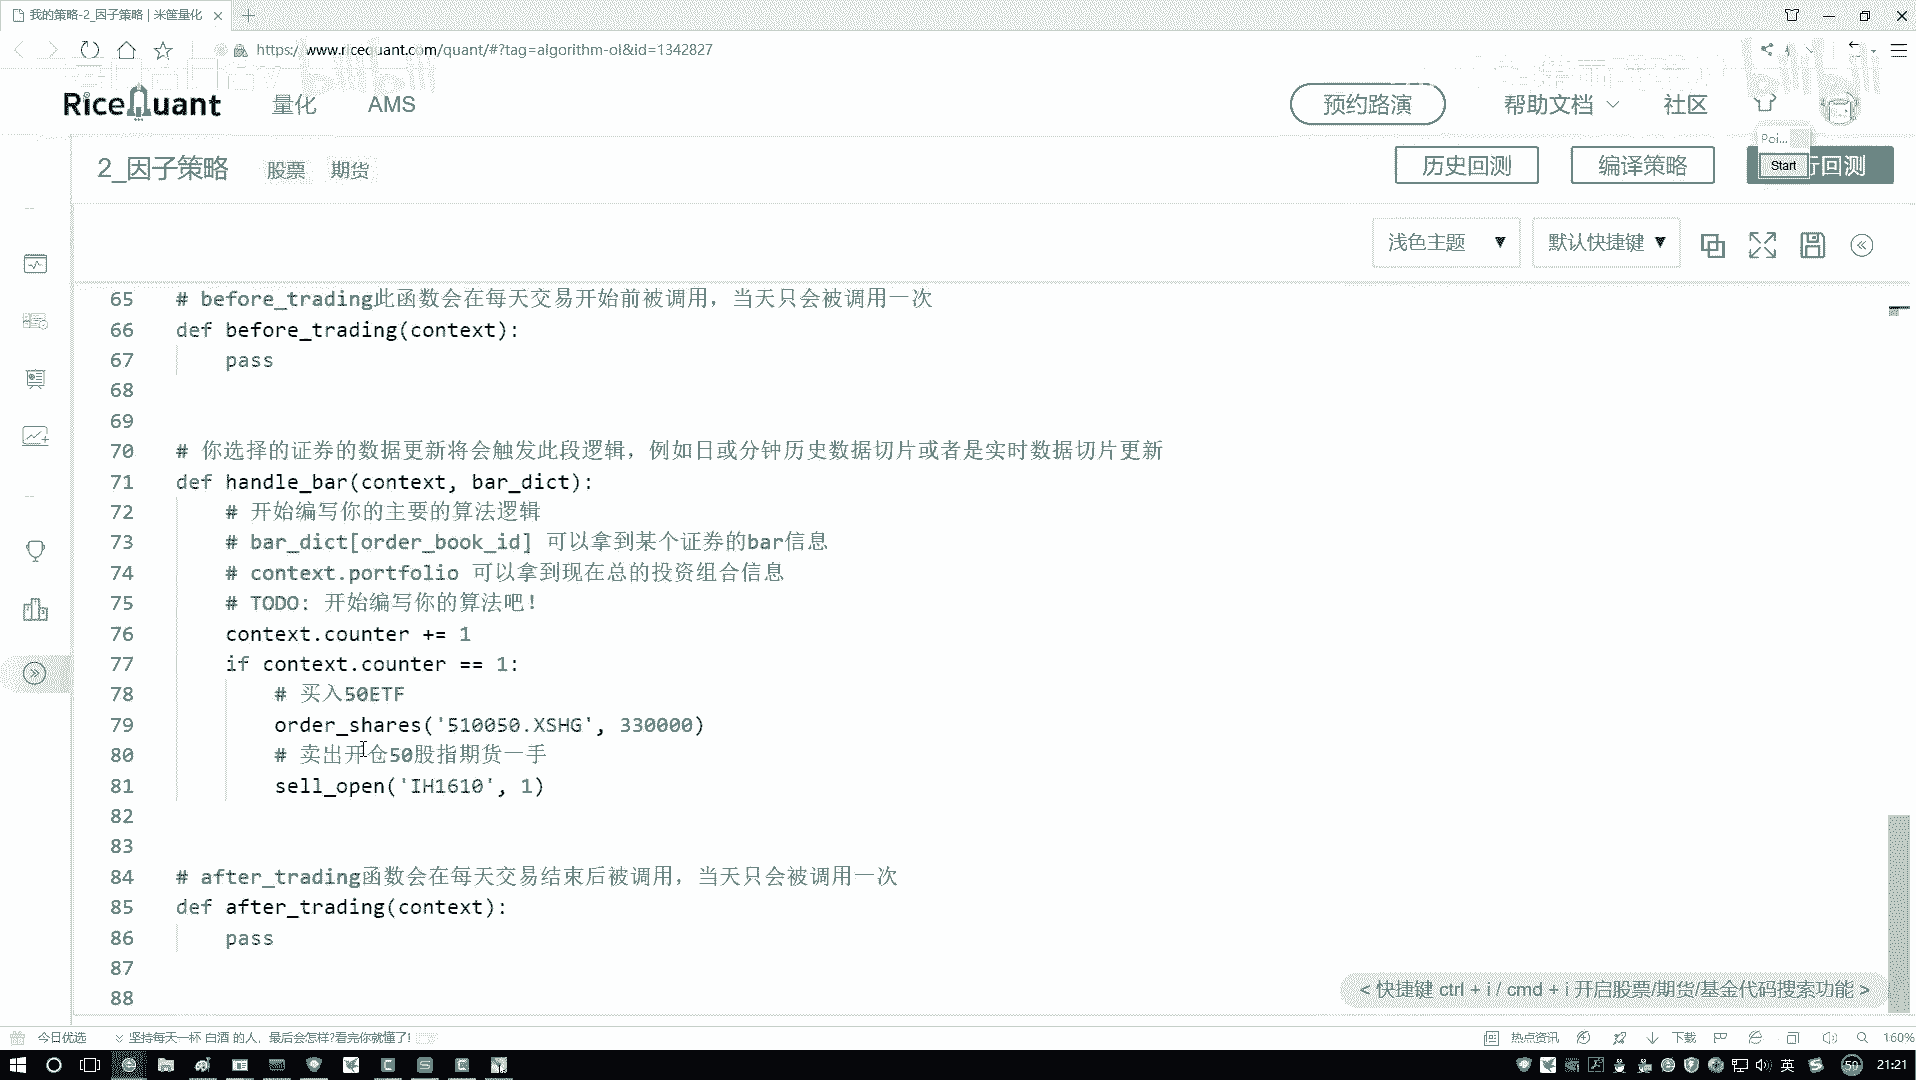 我的策略-2_因子策略 | 米筐量化
https://www.ricequant.com/quant/#?tag=algorithm-ol&id=1342827
RiceQuant 量化 AMS 预约路演 帮助文档 社区
Poi...
2_因子策略 股票 期货 历史回测 编译策略 Start 行回测
浅色主题 默认快捷键
65 # before_trading此函数会在每天交易开始前被调用，当天只会被调用一次
66 def before_trading(context):
67 pass
68
69
70 # 你选择的证券的数据更新将会触发此段逻辑，例如日或分钟历史数据切片或者是实时数据切片更新
71 def handle_bar(context, bar_dict):
72 # 开始编写你的主要的算法逻辑
73 # bar_dict[order_book_id] 可以拿到某个证券的bar信息
74 # context.portfolio 可以拿到现在总的投资组合信息
75 # TODO: 开始编写你的算法吧！
76 context.counter += 1
77 if context.counter == 1:
78 # 买入50ETF
79 order_shares('510050.XSHG', 330000)
80 # 卖出开仓50股指期货一手
81 sell_open('IH1610', 1)
82
83
84 # after_trading函数会在每天交易结束后被调用，当天只会被调用一次
85 def after_trading(context):
86 pass
87
88
< 快捷键 ctrl + i / cmd + i 开启股票/期货/基金代码搜索功能 >
今日优选 坚持每天一杯 白酒 的人，最后会怎样?看完你就懂了! 热点资讯 下载 160%
英 59 21:21